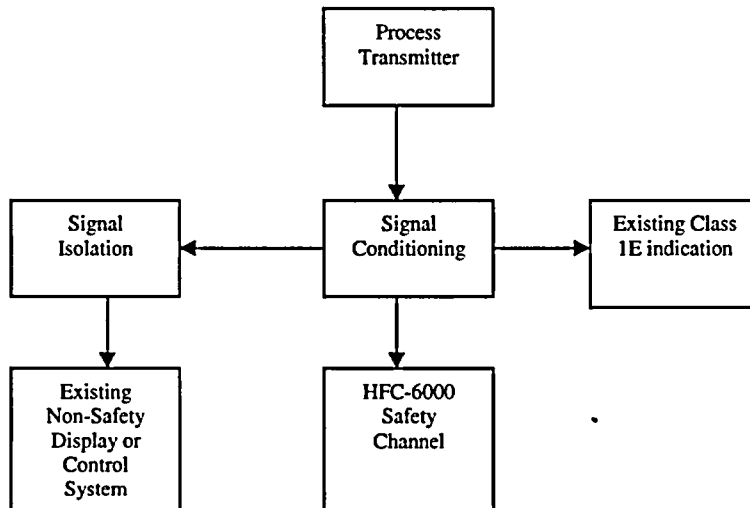 Process
Transmitter
Signal
Isolation
Signal
Conditioning
Existing Class
1E indication
Existing
Non-Safety
Display or
Control
System
HFC-6000
Safety
Channel